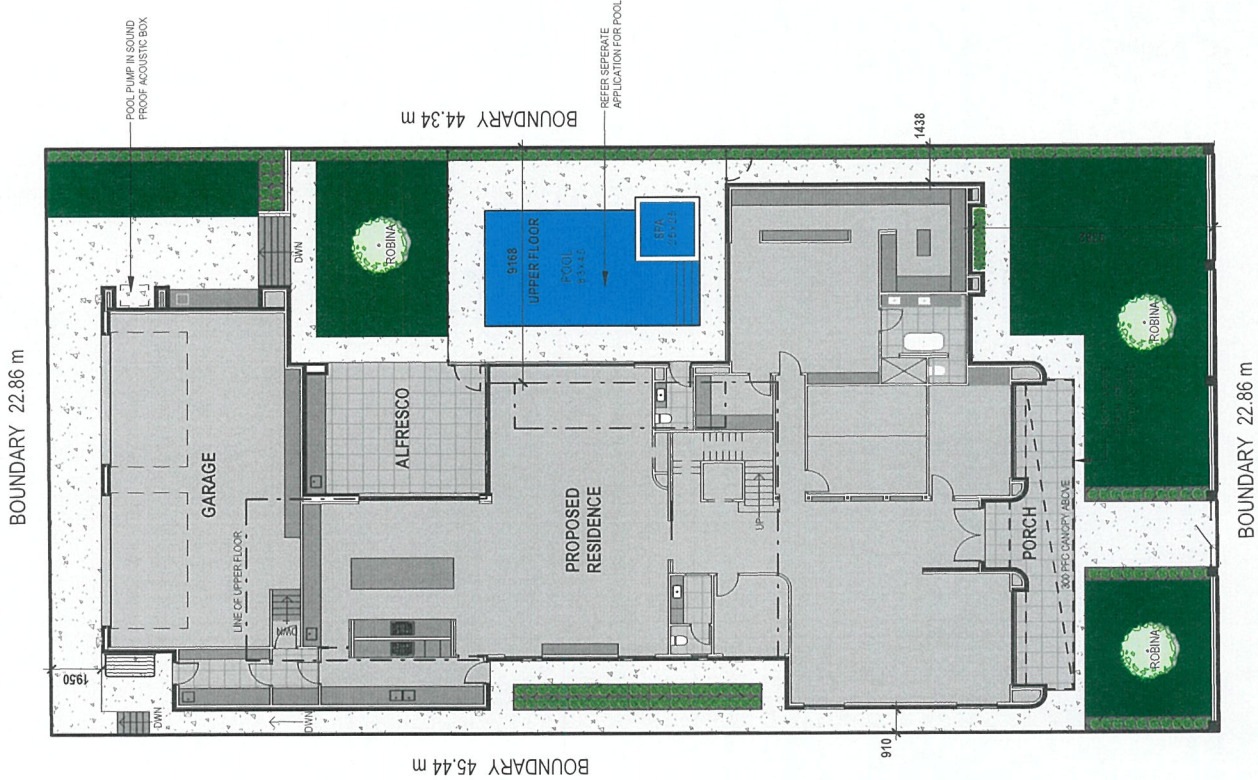 POOL PUMP IN SOUND
PROOF ACOUSTIC BOX
BOUNDARY 44.34 m
REFER SEPERATE
APPLICATION FOR POOL
1438
BOUNDARY 22.86 m
DWN
ROBINA
9168
UPPER FLOOR
POOL
SPA
GARAGE
ALFRESCO
LINE OF UPPER FLOOR
PROPOSED
RESIDENCE
UP
PORCH
300 PFC CANOPY ABOVE
ROBINA
BOUNDARY 22.86 m
DWN
1950
DWN
DWN
ROBINA
910
BOUNDARY 45.44 m